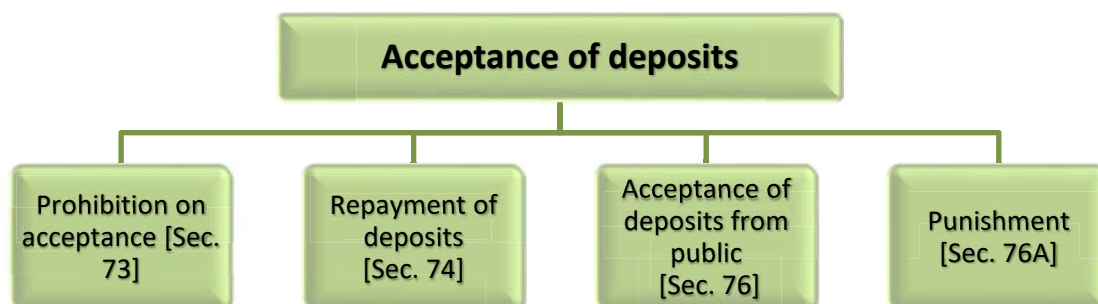 Acceptance of deposits
Prohibition on
acceptance [Sec.
73]
Repayment of
deposits
[Sec. 74]
Acceptance of
deposits from
public
[Sec. 76]
Punishment
[Sec. 76A]